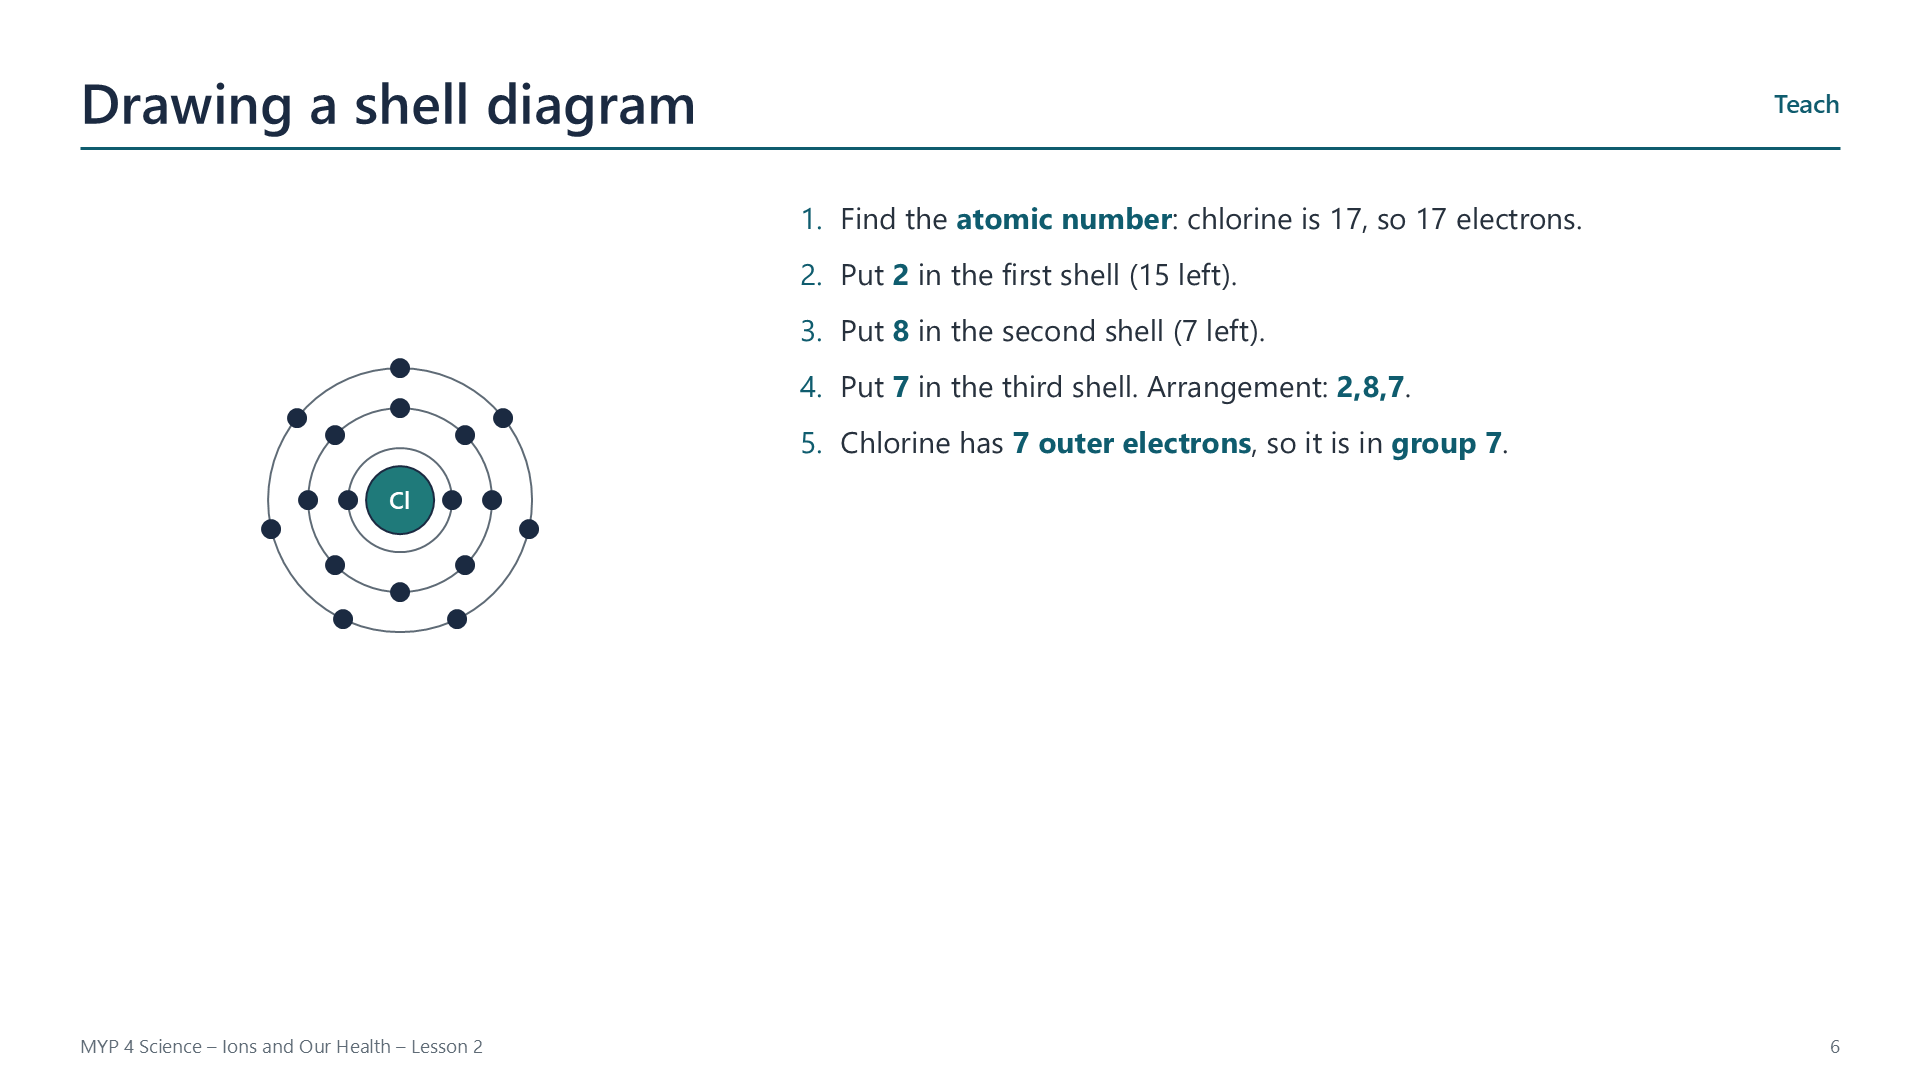 Drawing a shell diagram
Teach
1. Find the atomic number: chlorine is 17, so 17 electrons.
2. Put 2 in the first shell (15 left).
3. Put 8 in the second shell (7 left).
4. Put 7 in the third shell. Arrangement: 2,8,7.
5. Chlorine has 7 outer electrons, so it is in group 7.
Cl
MYP 4 Science – Ions and Our Health – Lesson 2
6